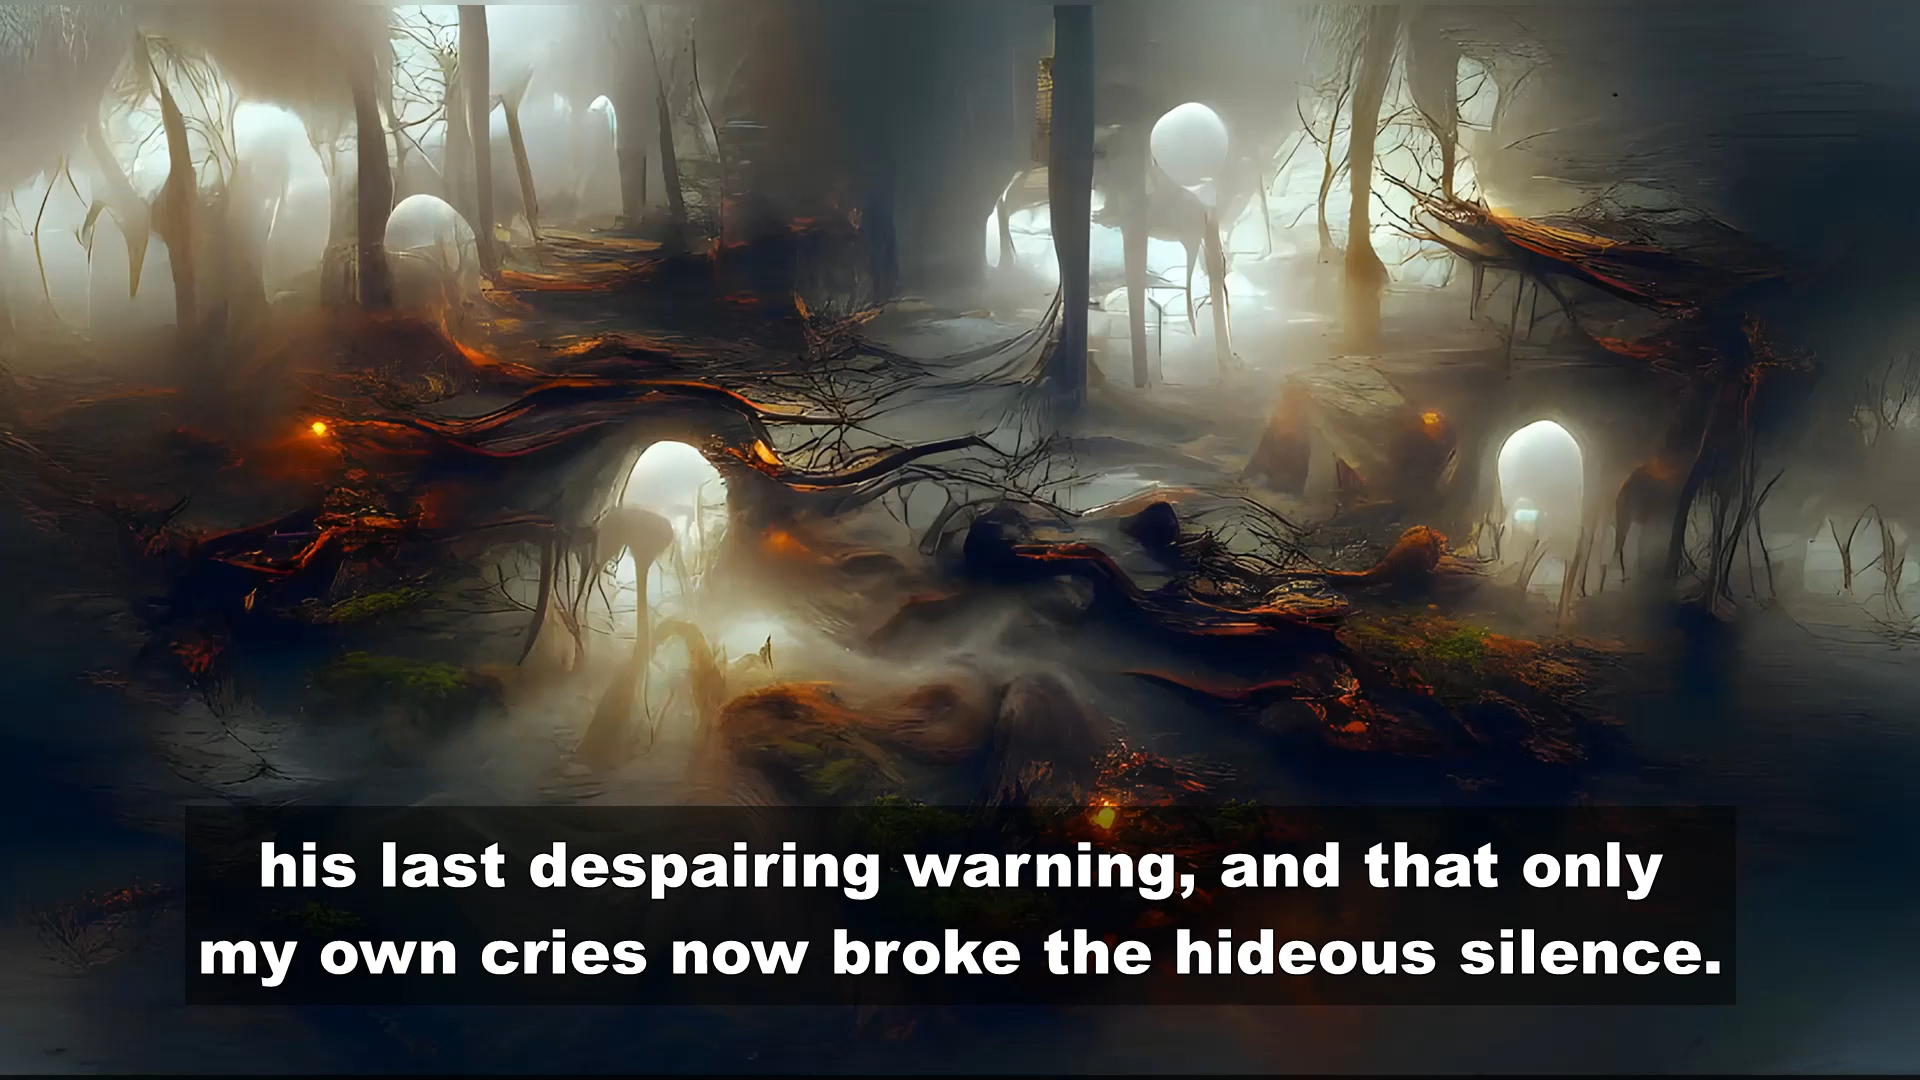 his last despairing warning, and that only
my own cries now broke the hideous silence.